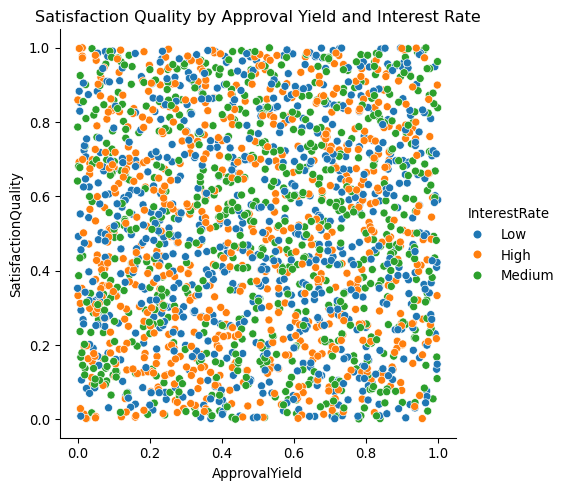 Satisfaction Quality by Approval Yield and Interest Rate
1.0
0.8
0.6
0.4
0.2
0.0
SatisfactionQuality
0.0 0.2 0.4 0.6 0.8 1.0
ApprovalYield
InterestRate
Low
High
Medium